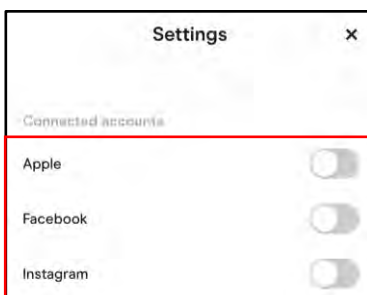 Settings ×
Connected accounts
Apple
Facebook
Instagram